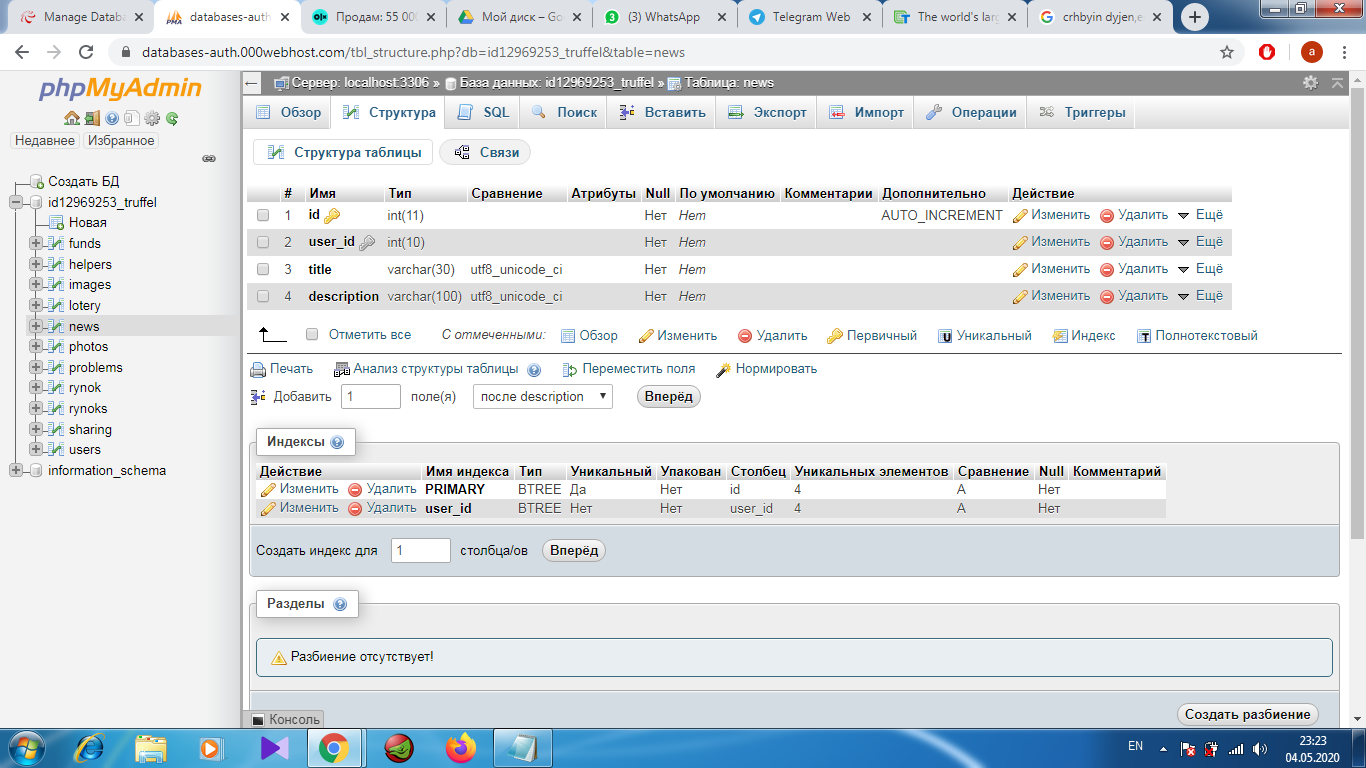 Manage Databa
databases-auth
Продам: 55 000
Мой диск – Go
(3) WhatsApp
Telegram Web
The world's larg
crhbyin dyjen,e
databases-auth.000webhost.com/tbl_structure.php?db=id12969253_truffel&table=news
a
phpMyAdmin
Недавнее Избранное
Создать БД
id12969253_truffel
Новая
funds
helpers
images
lotery
news
photos
problems
rynok
rynoks
sharing
users
information_schema
Сервер: localhost:3306 » База данных: id12969253_truffel » Таблица: news
Обзор Структура SQL Поиск Вставить Экспорт Импорт Операции Триггеры
Структура таблицы Связи
# Имя Тип Сравнение Атрибуты Null По умолчанию Комментарии Дополнительно Действие
1 id int(11) Нет Нет AUTO_INCREMENT Изменить Удалить Ещё
2 user_id int(10) Нет Нет Изменить Удалить Ещё
3 title varchar(30) utf8_unicode_ci Нет Нет Изменить Удалить Ещё
4 description varchar(100) utf8_unicode_ci Нет Нет Изменить Удалить Ещё
Отметить все С отмеченными: Обзор Изменить Удалить Первичный Уникальный Индекс Полнотекстовый
Печать Анализ структуры таблицы Переместить поля Нормировать
Добавить 1 поле(я) после description Вперёд
Индексы
Действие Имя индекса Тип Уникальный Упакован Столбец Уникальных элементов Сравнение Null Комментарий
Изменить Удалить PRIMARY BTREE Да Нет id 4 A Нет
Изменить Удалить user_id BTREE Нет Нет user_id 4 A Нет
Создать индекс для 1 столбца/ов Вперёд
Разделы
Разбиение отсутствует!
Создать разбиение
Консоль
EN
23:23
04.05.2020